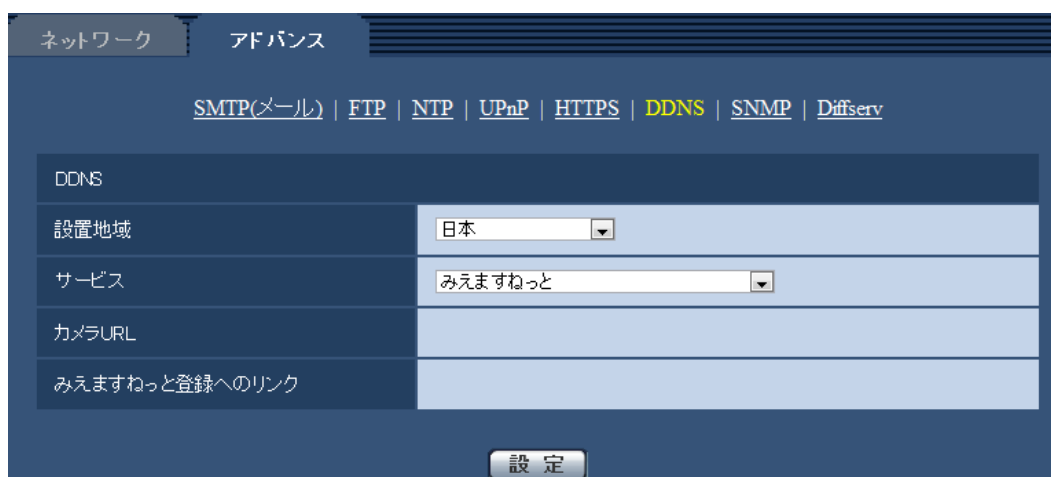 ネットワーク アドバンス
SMTP(メール) | FTP | NTP | UPnP | HTTPS | DDNS | SNMP | Diffserv
DDNS
設置地域 日本
サービス みえますねっと
カメラURL
みえますねっと登録へのリンク
設 定